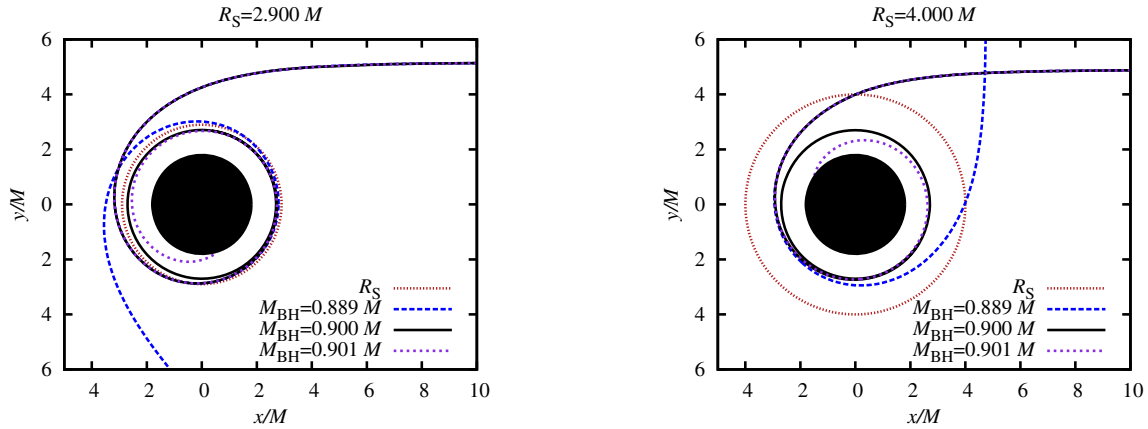 R_S=2.900 M
6
4
2
0
2
4
6
y/M
4 2 0 2 4 6 8 10
x/M
R_S
M_BH=0.889 M
M_BH=0.900 M
M_BH=0.901 M
R_S=4.000 M
6
4
2
0
2
4
6
y/M
4 2 0 2 4 6 8 10
x/M
R_S
M_BH=0.889 M
M_BH=0.900 M
M_BH=0.901 M